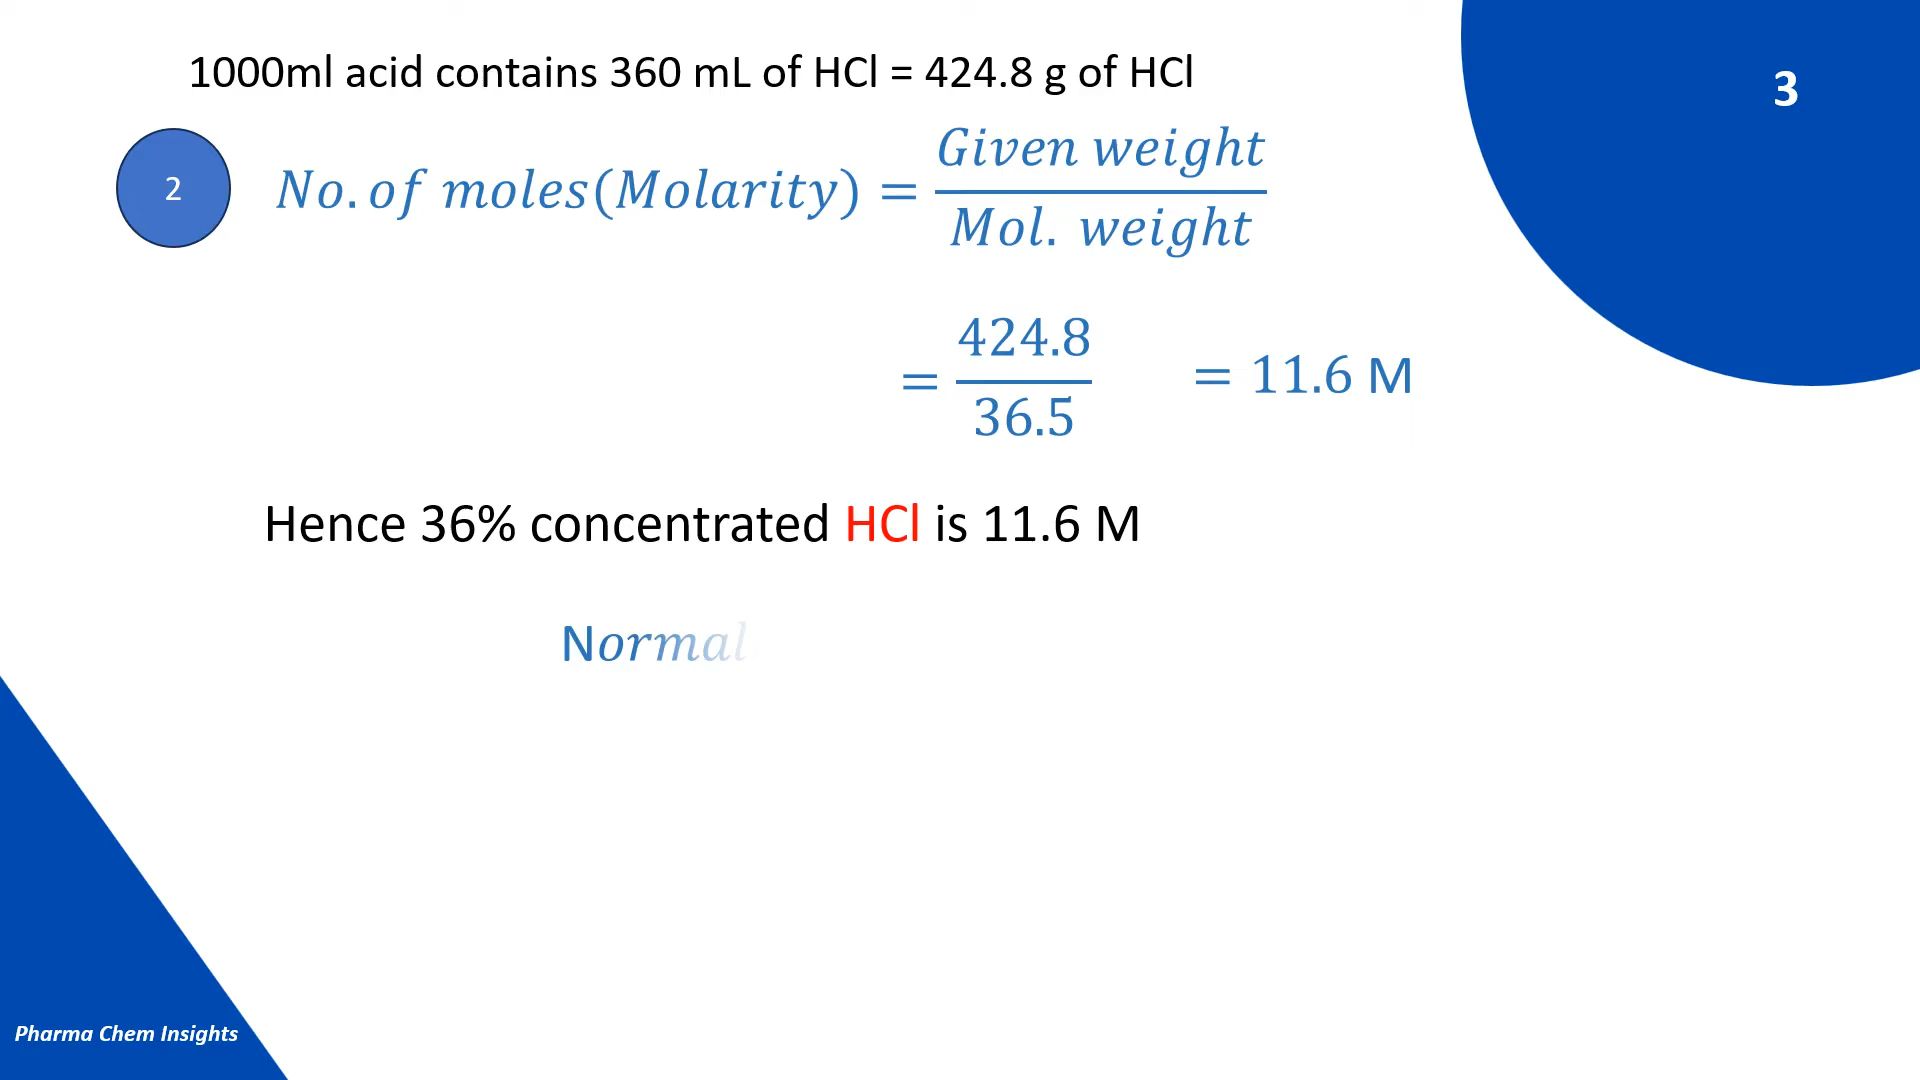 1000ml acid contains 360 mL of HCl = 424.8 g of HCl
3
2
No. of moles(Molarity) = Given weight / Mol. weight
= 424.8 / 36.5 = 11.6 M
Hence 36% concentrated HCl is 11.6 M
Normal
Pharma Chem Insights